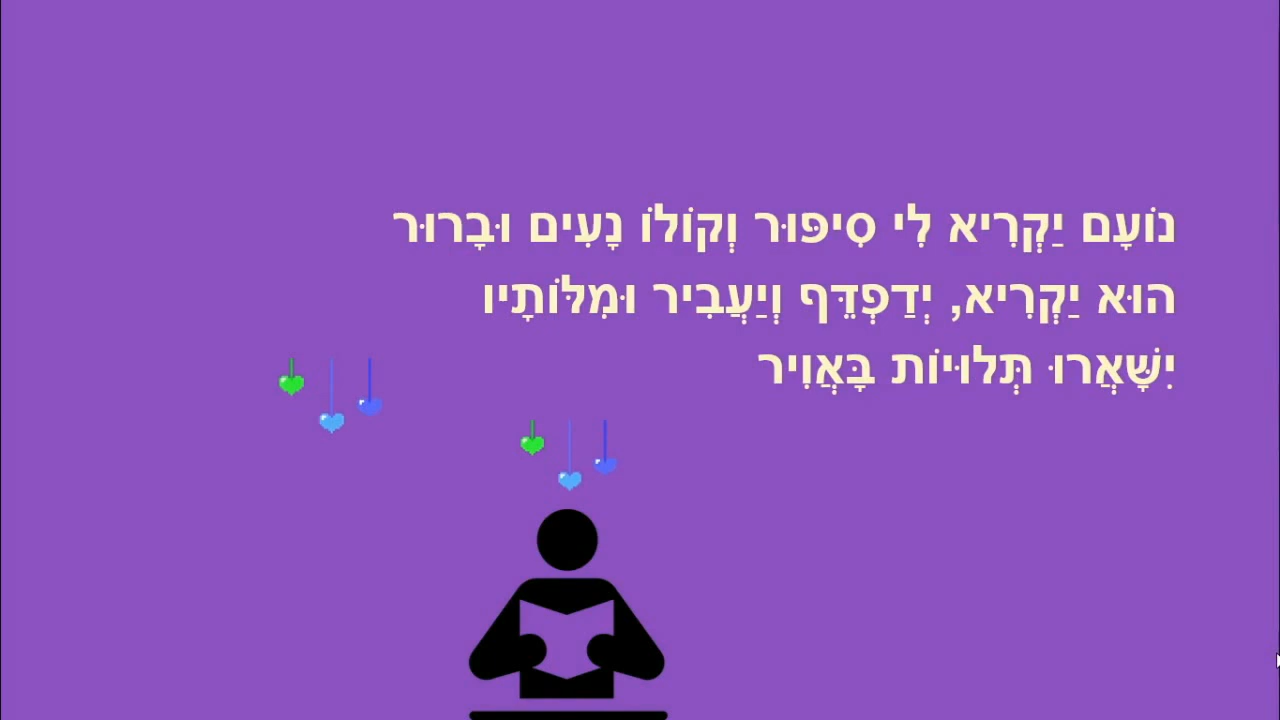 נוֹעָם יַקְרִיא לִי סִיפּוּר וְקוֹלוֹ נָעִים וּבָרוּר
הוּא יַקְרִיא, יְדַפְדֵּף וְיַעֲבִיר וּמִלּוֹתָיו
יִשָּׁאֲרוּ תְּלוּיוֹת בָּאֲוִיר